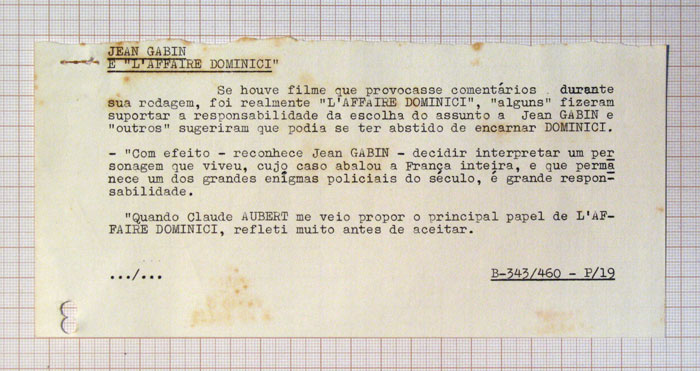 JEAN GABIN
E "L'AFFAIRE DOMINICI"
Se houve filme que provocasse comentários . durante
sua rodagem, foi realmente "L'AFFAIRE DOMINICI", "alguns" fizeram
suportar a responsabilidade da escolha do assunto a Jean GABIN e
"outros" sugeriram que podia se ter abstido de encarnar DOMINICI.
- "Com efeito - reconhece Jean GABIN - decidir interpretar um per
sonagem que viveu, cujo caso abalou a França inteira, e que permа
nece um dos grandes enígmas policiais do século, é grande respon-
sabilidade.
"Quando Claude AUBERT me veio propor o principal papel de L'AF-
FAIRE DOMINICI, refleti muito antes de aceitar.
.../...
B-343/460 - P/19